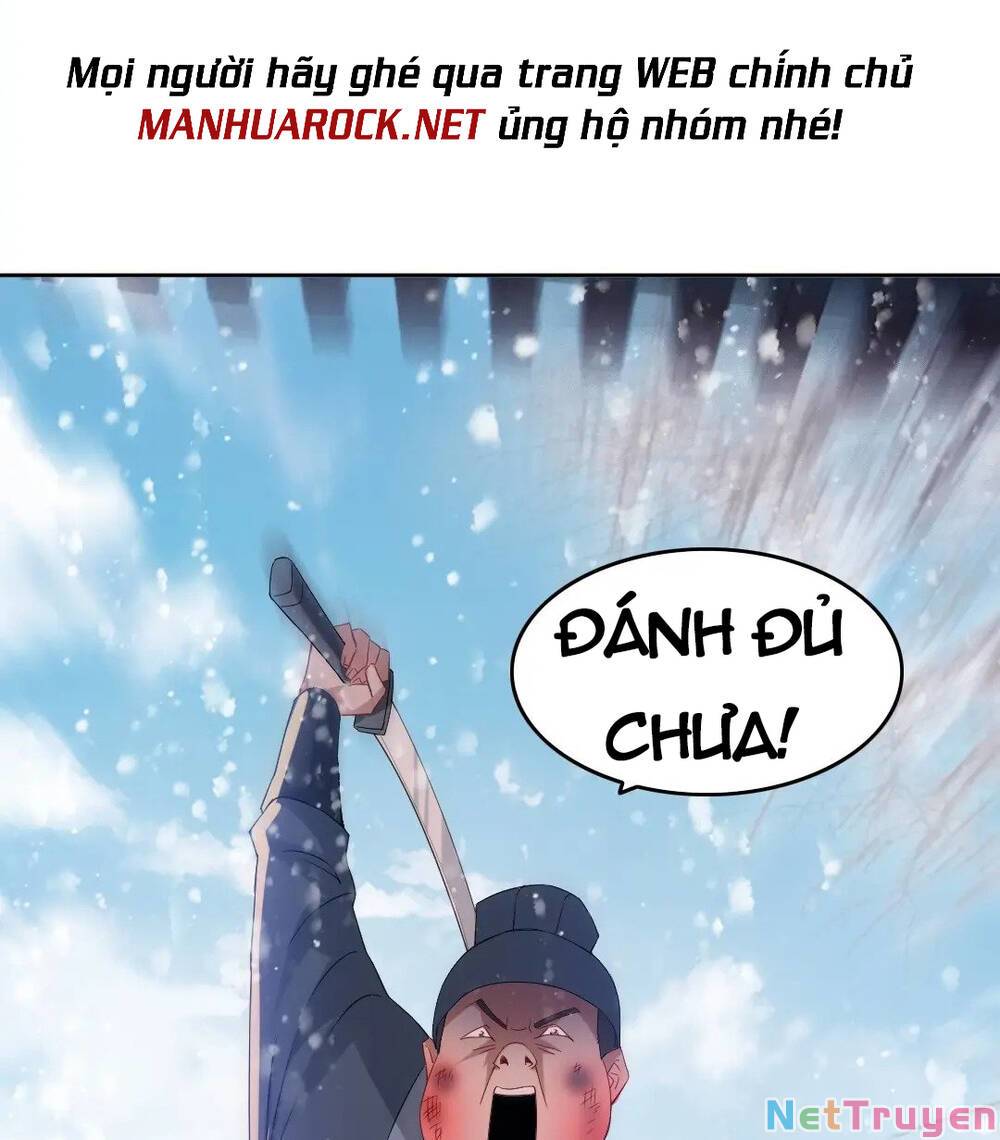 Mọi người hãy ghé qua trang WEB chính chủ
MANHUAROCK.NET ủng hộ nhóm nhé!
ĐÁNH ĐỦ
CHƯA!
NetTruyen